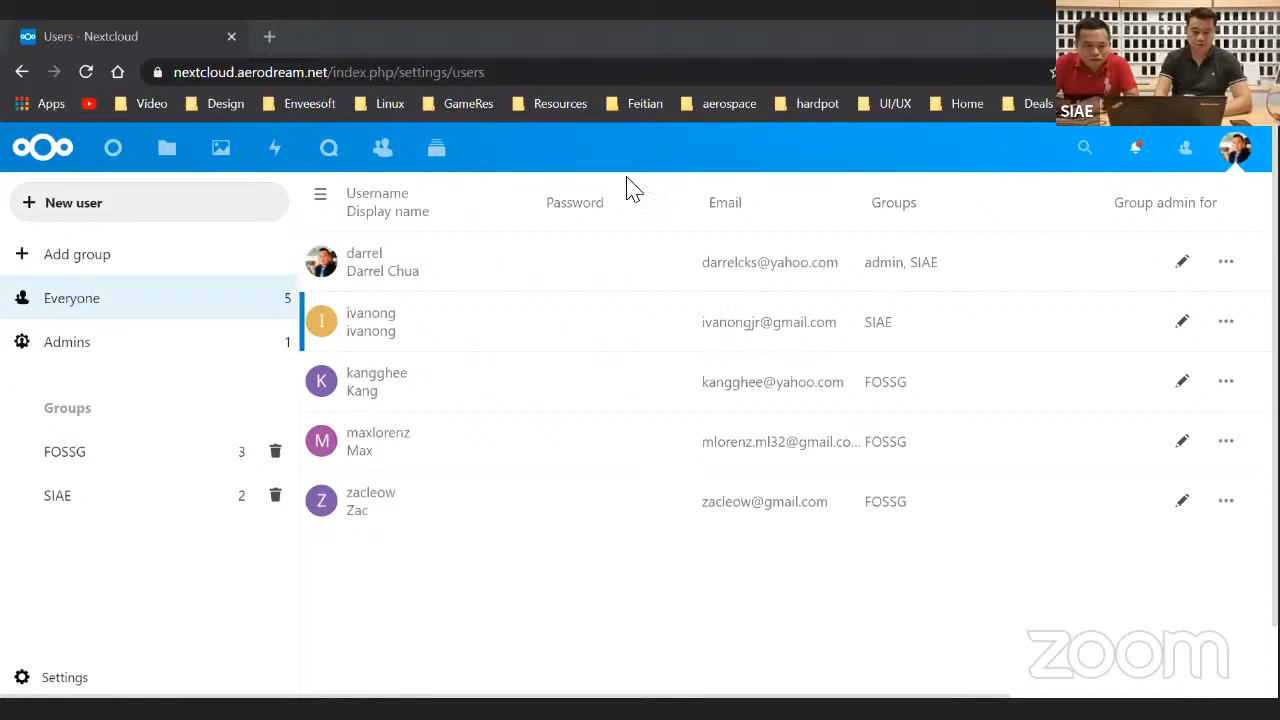 Users - Nextcloud
nextcloud.aerodream.net/index.php/settings/users
Apps Video Design Enveesoft Linux GameRes Resources Feitian aerospace hardpot UI/UX Home Deals
SIAE
New user
Username
Display name
Password
Email
Groups
Group admin for
Add group
Everyone 5
Admins 1
Groups
FOSSG 3
SIAE 2
darrel
Darrel Chua
darrelcks@yahoo.com
admin, SIAE
I
ivanong
ivanong
ivanongjr@gmail.com
SIAE
K
kangghee
Kang
kangghee@yahoo.com
FOSSG
M
maxlorenz
Max
mlorenz.ml32@gmail.co...
FOSSG
Z
zacleow
Zac
zacleow@gmail.com
FOSSG
Settings
zoom